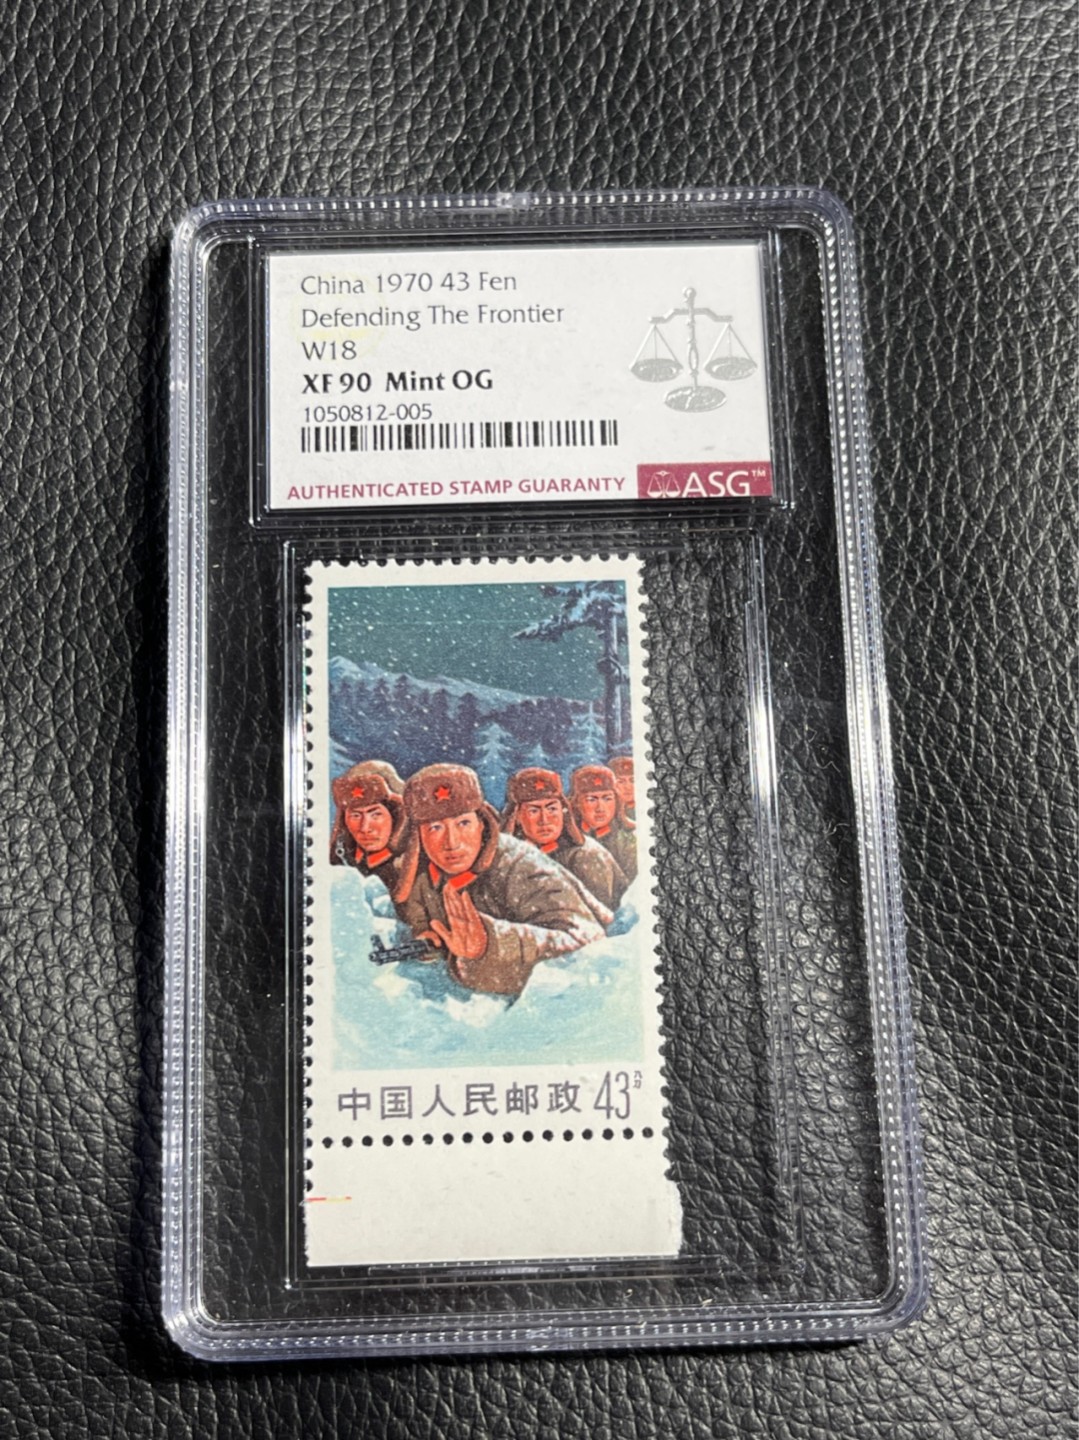 China 1970 43 Fen
Defending The Frontier
W18
XF 90 Mint OG
1050812-005
AUTHENTICATED STAMP GUARANTY ASG™
中国人民邮政 43